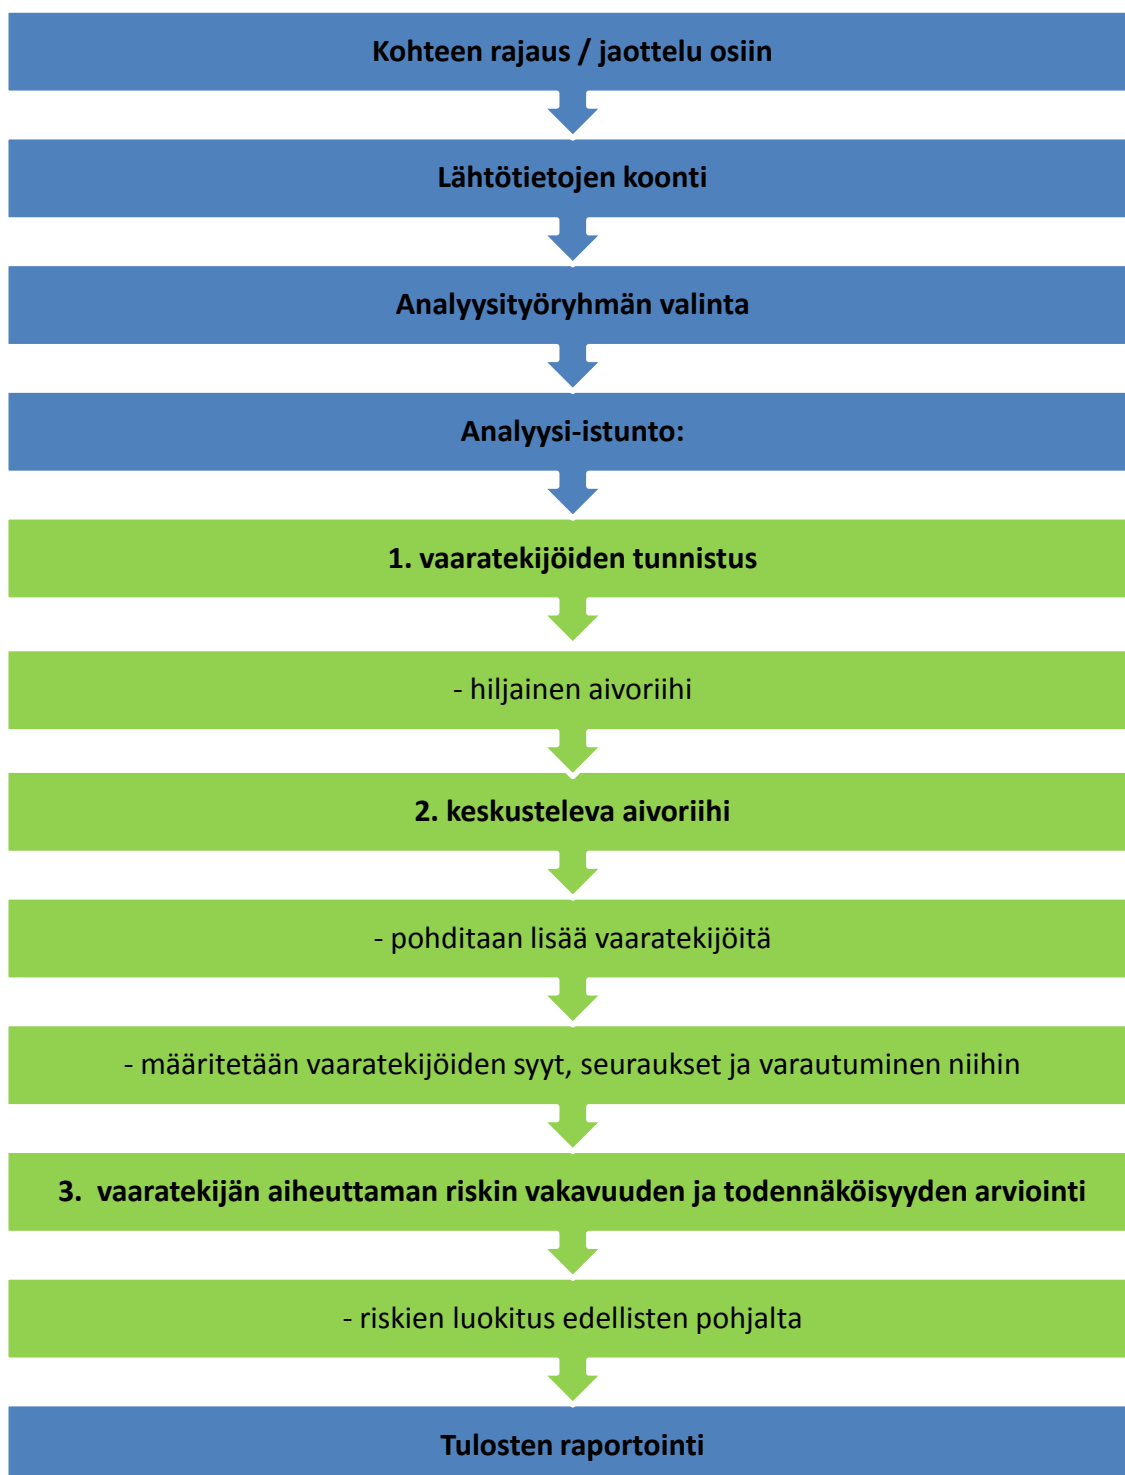 Kohteen rajaus / jaottelu osiin
Lähtötietojen koonti
Analyysityöryhmän valinta
Analyysi-istunto:
1. vaaratekijöiden tunnistus
- hiljainen aivoriihi
2. keskusteleva aivoriihi
- pohditaan lisää vaaratekijöitä
- määritetään vaaratekijöiden syyt, seuraukset ja varautuminen niihin
3. vaaratekijän aiheuttaman riskin vakavuuden ja todennäköisyyden arviointi
- riskien luokitus edellisten pohjalta
Tulosten raportointi